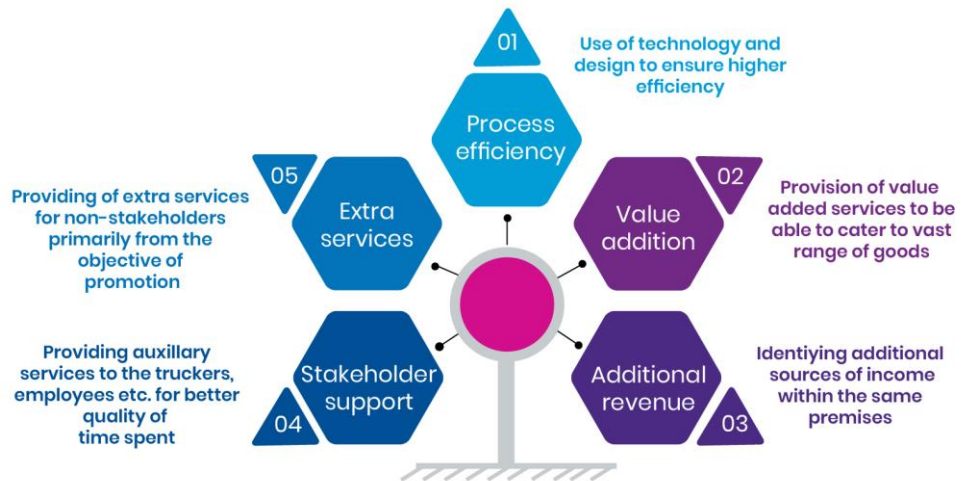 01
Process
efficiency
Use of technology and
design to ensure higher
efficiency
02
Value
addition
Provision of value
added services to be
able to cater to vast
range of goods
03
Additional
revenue
Identiying additional
sources of income
within the same
premises
04
Stakeholder
support
Providing auxillary
services to the truckers,
employees etc. for better
quality of
time spent
05
Extra
services
Providing of extra services
for non-stakeholders
primarily from the
objective of
promotion